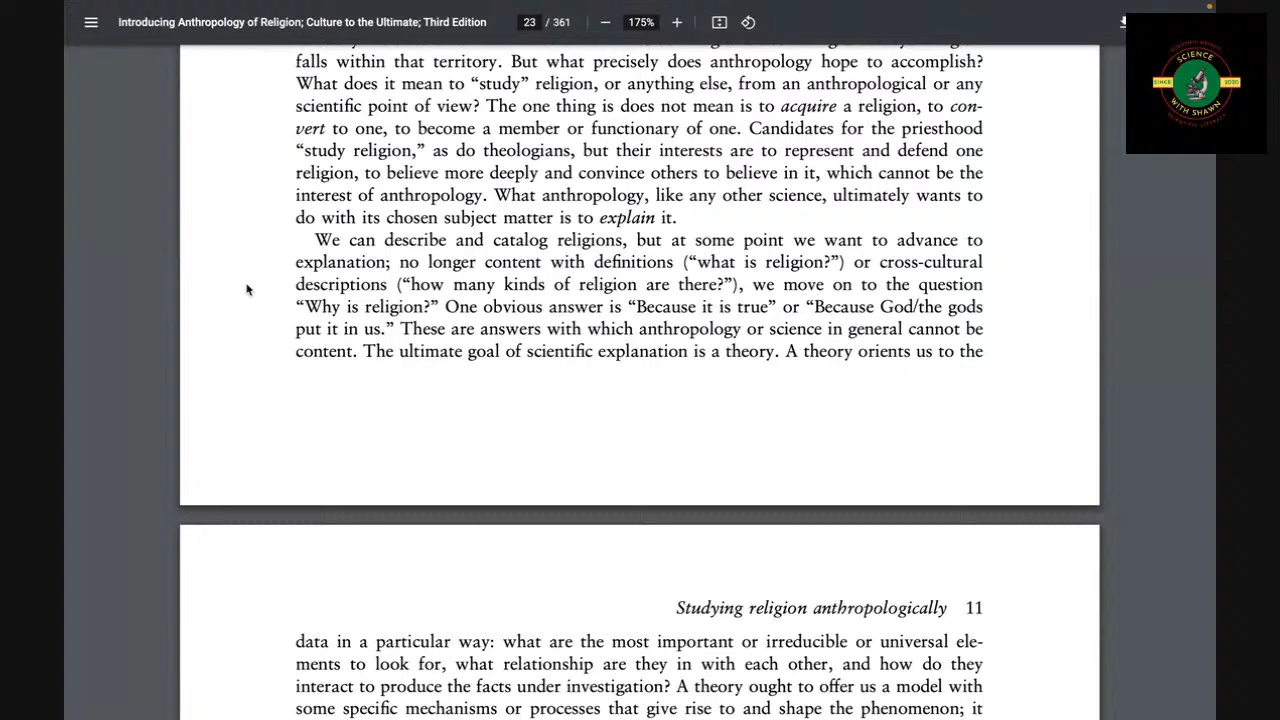 Introducing Anthropology of Religion; Culture to the Ultimate; Third Edition
23 / 361
175%
SCIENCE
SINCE
2020
WITH SHAWN
SCIENTIFIC LITERACY
falls within that territory. But what precisely does anthropology hope to accomplish?
What does it mean to “study” religion, or anything else, from an anthropological or any
scientific point of view? The one thing is does not mean is to acquire a religion, to con-
vert to one, to become a member or functionary of one. Candidates for the priesthood
“study religion,” as do theologians, but their interests are to represent and defend one
religion, to believe more deeply and convince others to believe in it, which cannot be the
interest of anthropology. What anthropology, like any other science, ultimately wants to
do with its chosen subject matter is to explain it.
We can describe and catalog religions, but at some point we want to advance to
explanation; no longer content with definitions (“what is religion?”) or cross-cultural
descriptions (“how many kinds of religion are there?”), we move on to the question
“Why is religion?” One obvious answer is “Because it is true” or “Because God/the gods
put it in us.” These are answers with which anthropology or science in general cannot be
content. The ultimate goal of scientific explanation is a theory. A theory orients us to the
Studying religion anthropologically 11
data in a particular way: what are the most important or irreducible or universal ele-
ments to look for, what relationship are they in with each other, and how do they
interact to produce the facts under investigation? A theory ought to offer us a model with
some specific mechanisms or processes that give rise to and shape the phenomenon; it